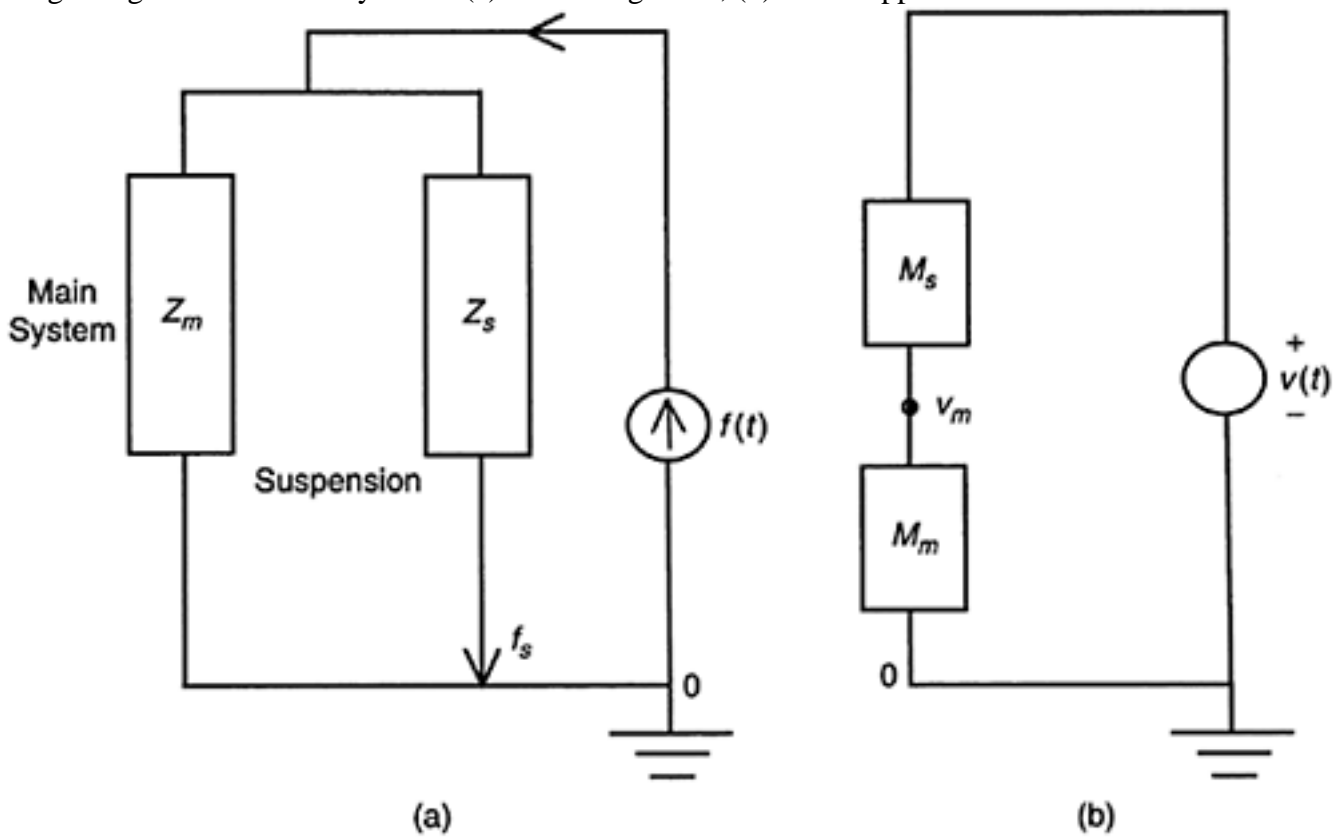 Main
System
Z_m
Z_s
f(t)
Suspension
f_s
0
(a)
M_s
v_m
+
v(t)
–
M_m
0
(b)